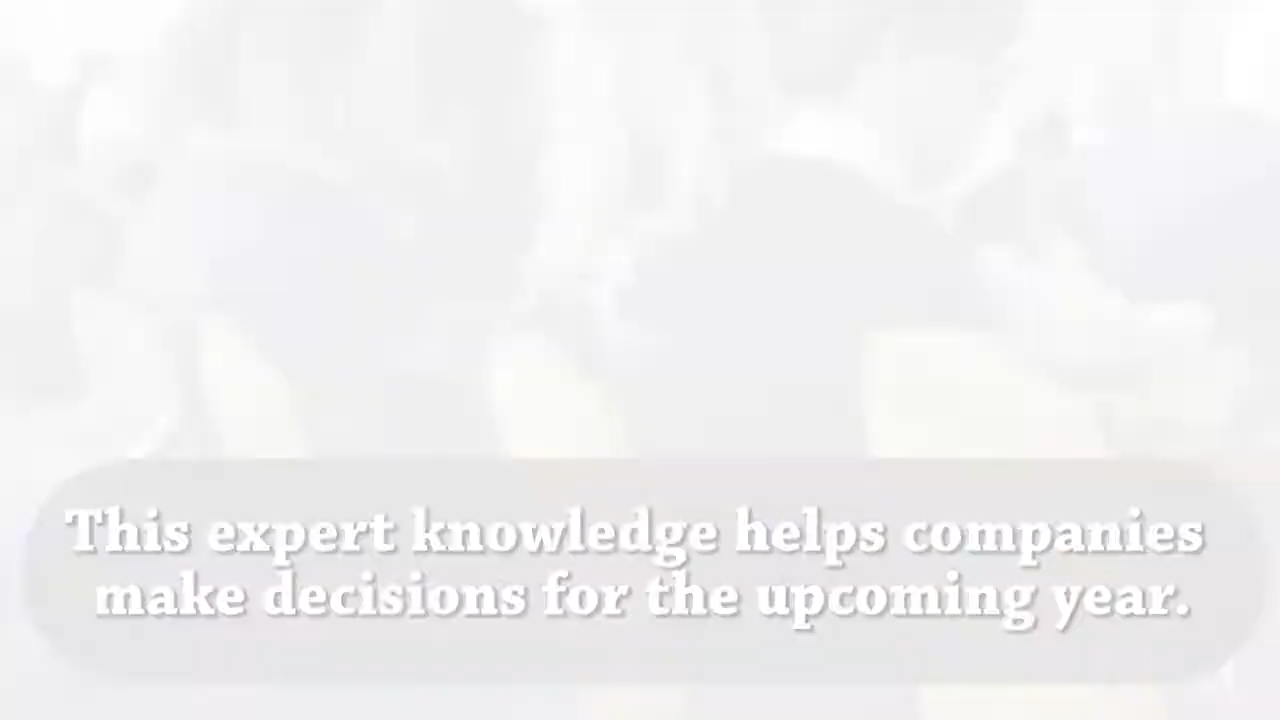 This expert knowledge helps companies
make decisions for the upcoming year.